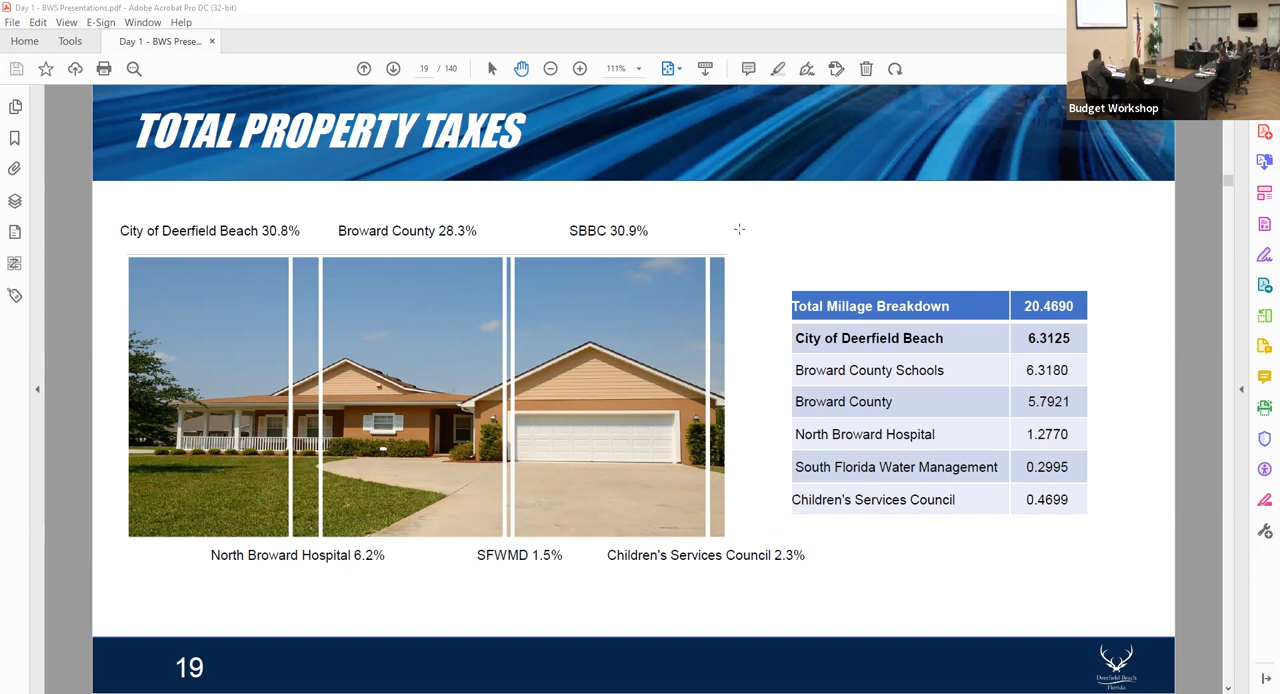 Day 1 - BWS Presentations.pdf - Adobe Acrobat Pro DC (32-bit)
File Edit View E-Sign Window Help
Home Tools Day 1 - BWS Prese... ×
19 / 140 111%
Budget Workshop
TOTAL PROPERTY TAXES
City of Deerfield Beach 30.8% Broward County 28.3% SBBC 30.9%
Total Millage Breakdown 20.4690
City of Deerfield Beach 6.3125
Broward County Schools 6.3180
Broward County 5.7921
North Broward Hospital 1.2770
South Florida Water Management 0.2995
Children's Services Council 0.4699
North Broward Hospital 6.2% SFWMD 1.5% Children's Services Council 2.3%
19
Deerfield Beach
Florida